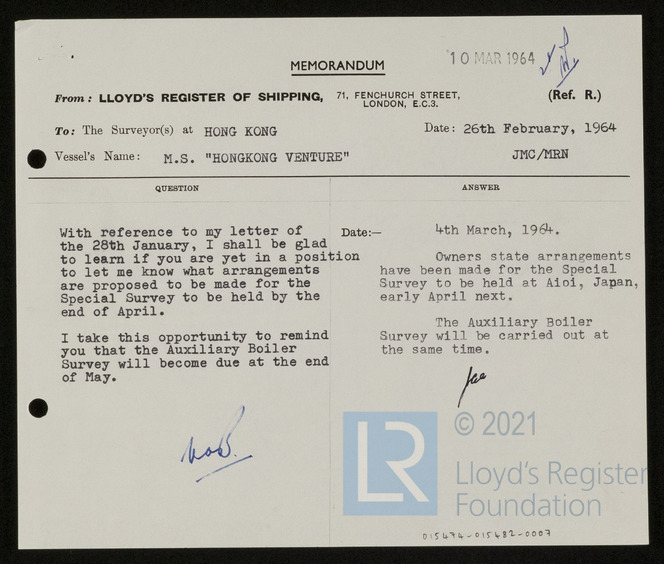 10 MAR 1964
MEMORANDUM
From: LLOYD'S REGISTER OF SHIPPING, 71, FENCHURCH STREET, LONDON, E.C.3. (Ref. R.)
To: The Surveyor(s) at HONG KONG Date: 26th February, 1964
Vessel's Name: M.S. "HONGKONG VENTURE" JMC/MRN
QUESTION
With reference to my letter of
the 28th January, I shall be glad
to learn if you are yet in a position
to let me know what arrangements
are proposed to be made for the
Special Survey to be held by the
end of April.
I take this opportunity to remind
you that the Auxiliary Boiler
Survey will become due at the end
of May.
ANSWER
Date:— 4th March, 1964.
Owners state arrangements
have been made for the Special
Survey to be held at Aioi, Japan,
early April next.
The Auxiliary Boiler
Survey will be carried out at
the same time.
LR
© 2021
Lloyd's Register
Foundation
015474-015482-0007